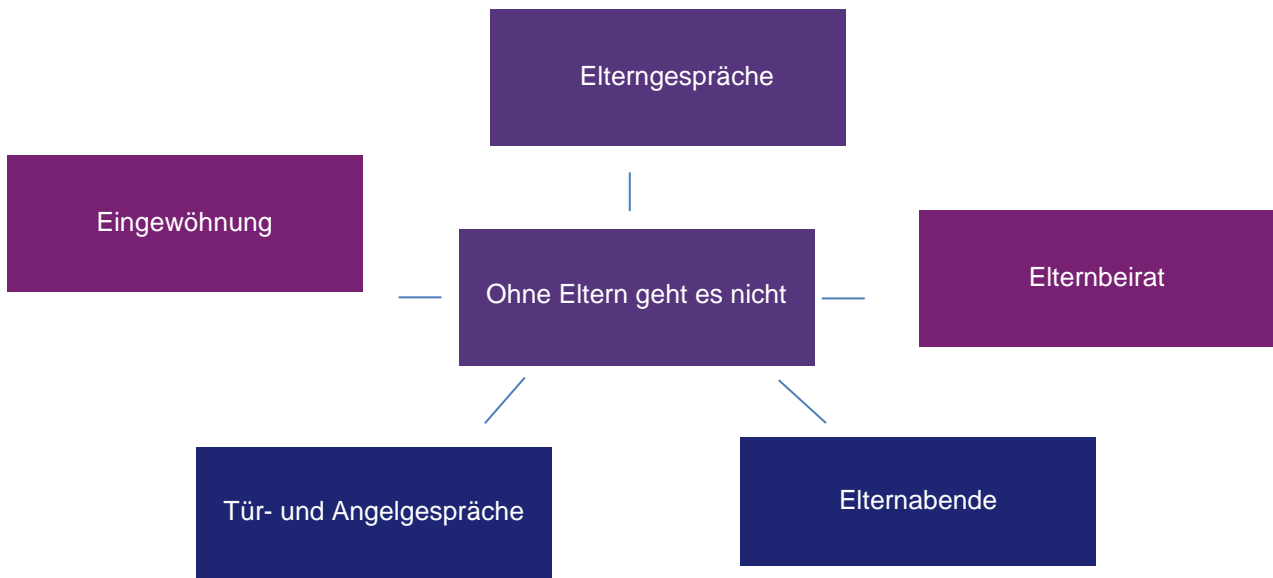 Elterngespräche
Eingewöhnung
Elternbeirat
Ohne Eltern geht es nicht
Tür- und Angelgespräche
Elternabende